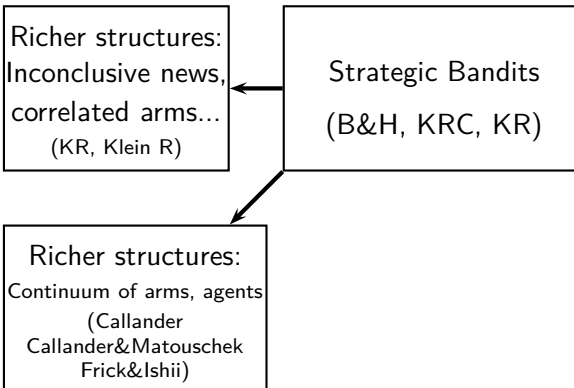 Richer structures:
Inconclusive news,
correlated arms...
(KR, Klein R)
Strategic Bandits
(B&H, KRC, KR)
Richer structures:
Continuum of arms, agents
(Callander
Callander&Matouschek
Frick&Ishii)